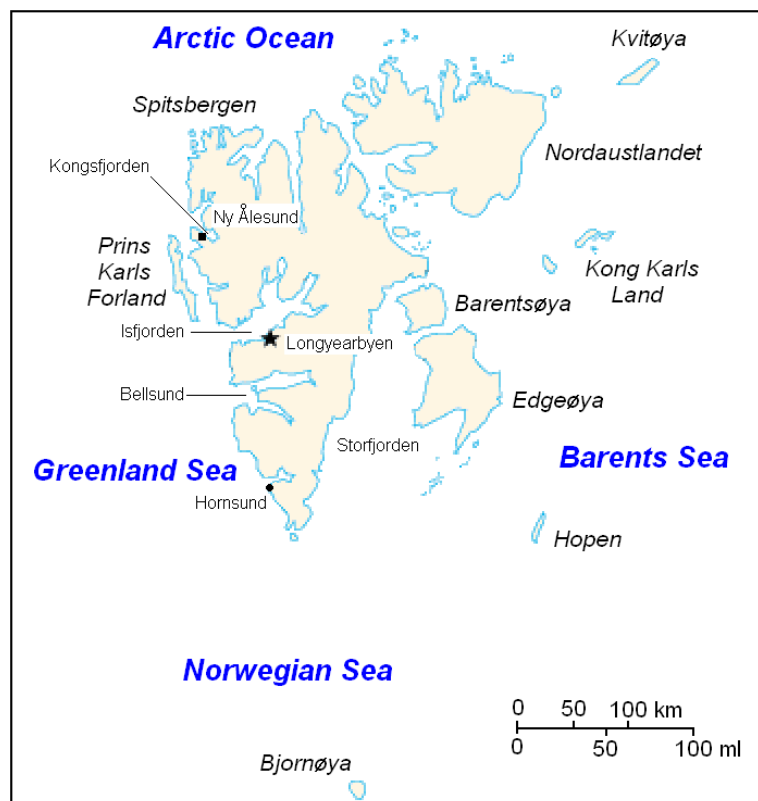 Arctic Ocean
Kvitøya
Spitsbergen
Kongsfjorden
Nordaustlandet
Ny Ålesund
Prins
Karls
Forland
Kong Karls
Land
Barentsøya
Isfjorden
Longyearbyen
Bellsund
Edgeøya
Storfjorden
Greenland Sea
Barents Sea
Hornsund
Hopen
Norwegian Sea
0 50 100 km
0 50 100 ml
Bjornøya